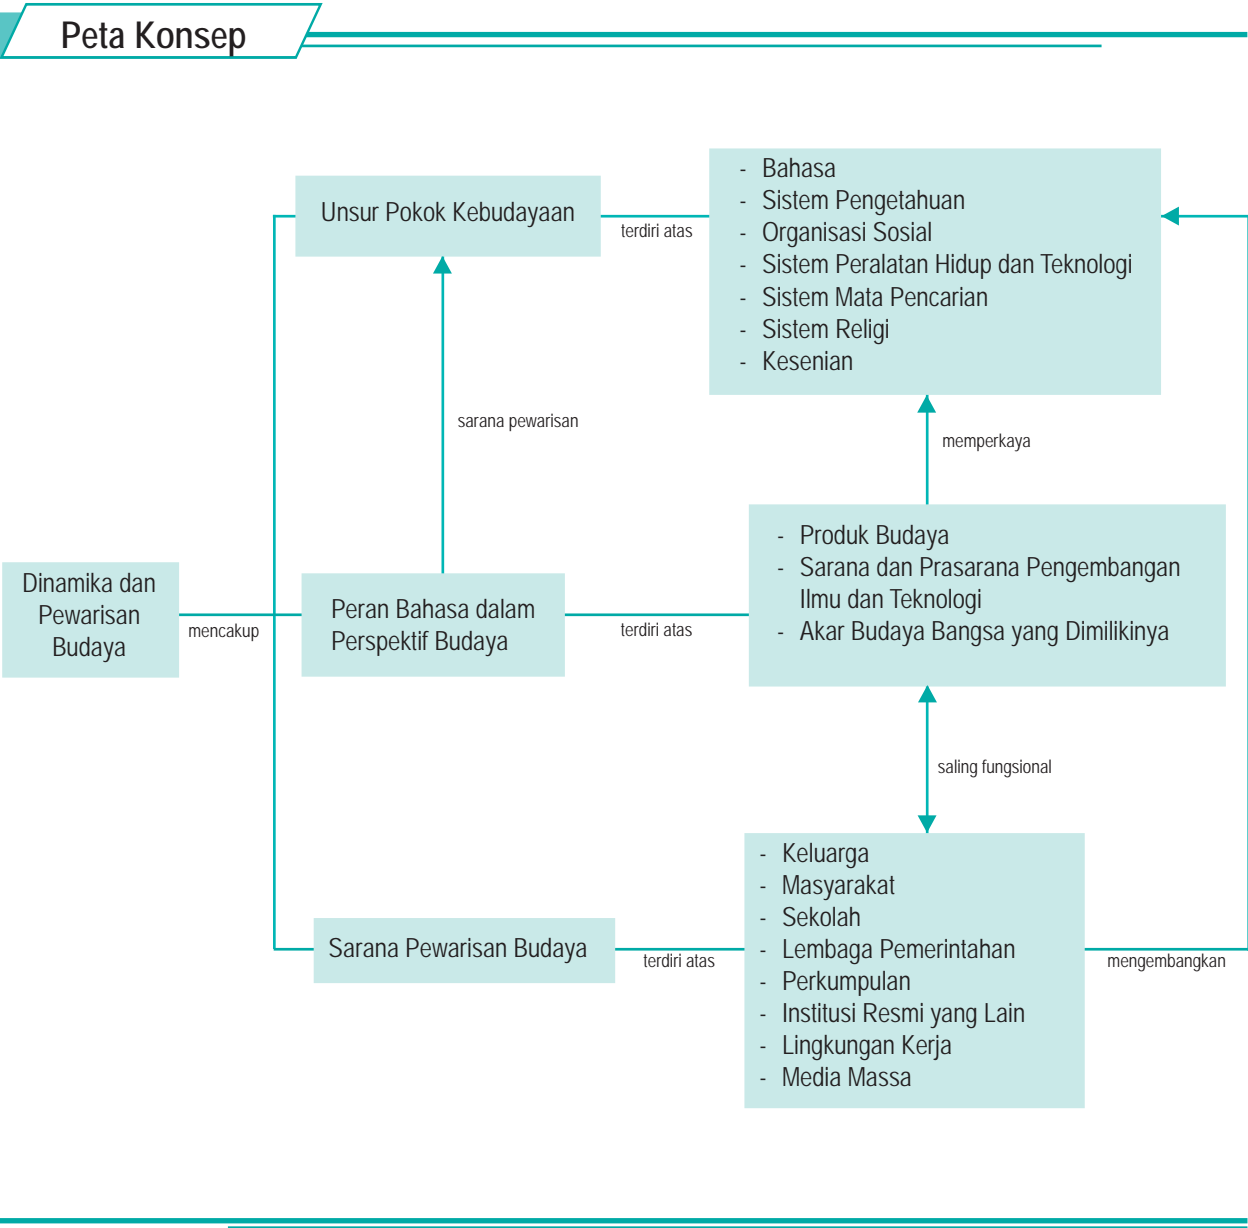 Peta Konsep
Unsur Pokok Kebudayaan
terdiri atas
- Bahasa
- Sistem Pengetahuan
- Organisasi Sosial
- Sistem Peralatan Hidup dan Teknologi
- Sistem Mata Pencarian
- Sistem Religi
- Kesenian
sarana pewarisan
memperkaya
Dinamika dan
Pewarisan
Budaya
mencakup
Peran Bahasa dalam
Perspektif Budaya
terdiri atas
- Produk Budaya
- Sarana dan Prasarana Pengembangan
Ilmu dan Teknologi
- Akar Budaya Bangsa yang Dimilikinya
saling fungsional
Sarana Pewarisan Budaya
terdiri atas
- Keluarga
- Masyarakat
- Sekolah
- Lembaga Pemerintahan
- Perkumpulan
- Institusi Resmi yang Lain
- Lingkungan Kerja
- Media Massa
mengembangkan